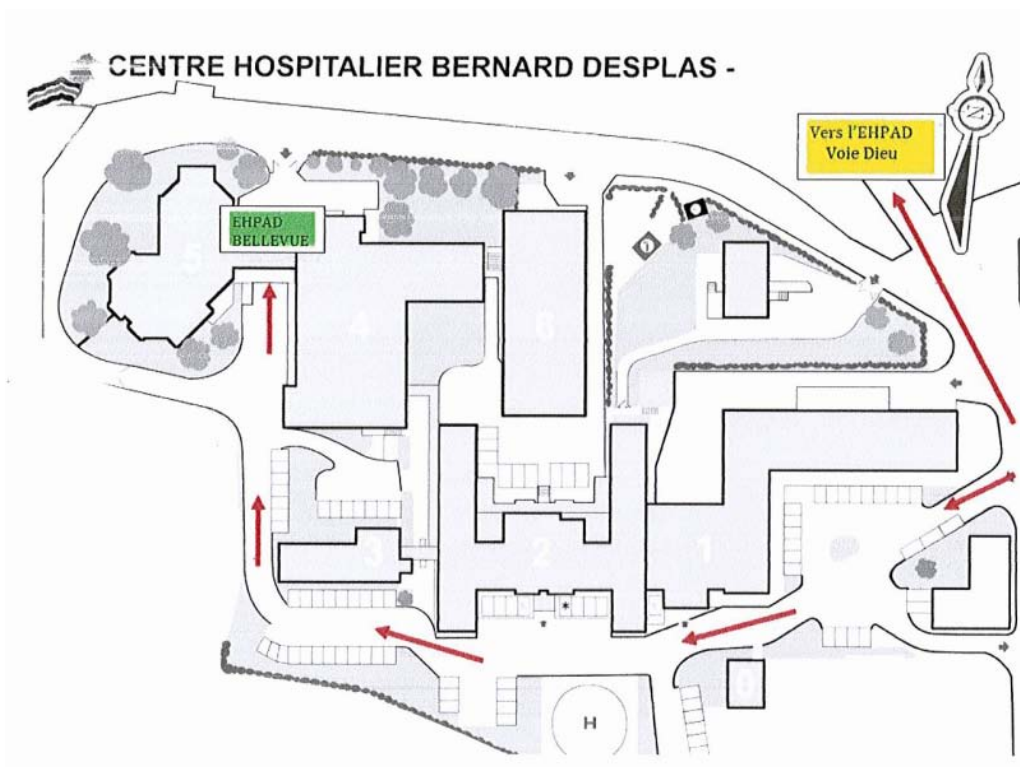 CENTRE HOSPITALIER BERNARD DESPLAS -
N
Vers l'EHPAD
Voie Dieu
EHPAD
BELLEVUE
5
4
6
3
2
1
H